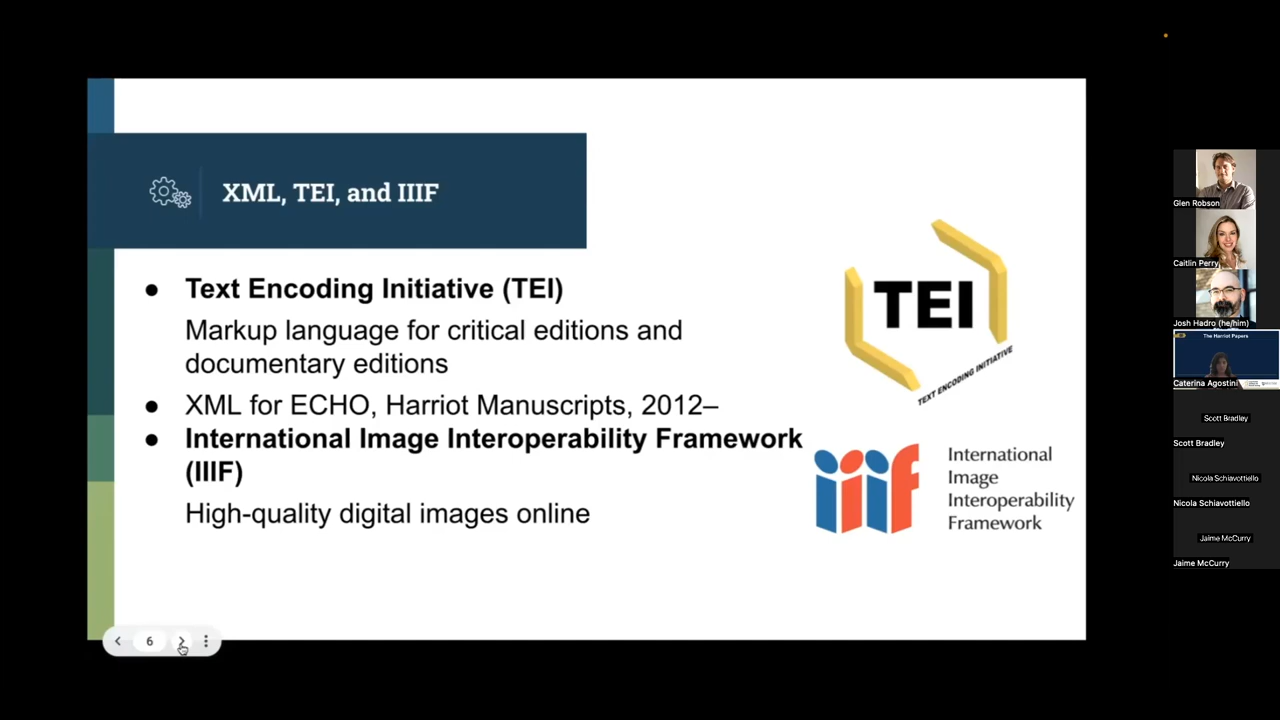 XML, TEI, and IIIF
● Text Encoding Initiative (TEI)
Markup language for critical editions and
documentary editions
● XML for ECHO, Harriot Manuscripts, 2012–
● International Image Interoperability Framework
(IIIF)
High-quality digital images online
TEI
TEXT ENCODING INITIATIVE
iiif
International
Image
Interoperability
Framework
6
Glen Robson
Caitlin Perry
Josh Hadro (he/him)
The Harriot Papers
Caterina Agostini
Scott Bradley
Scott Bradley
Nicola Schiavottiello
Nicola Schiavottiello
Jaime McCurry
Jaime McCurry